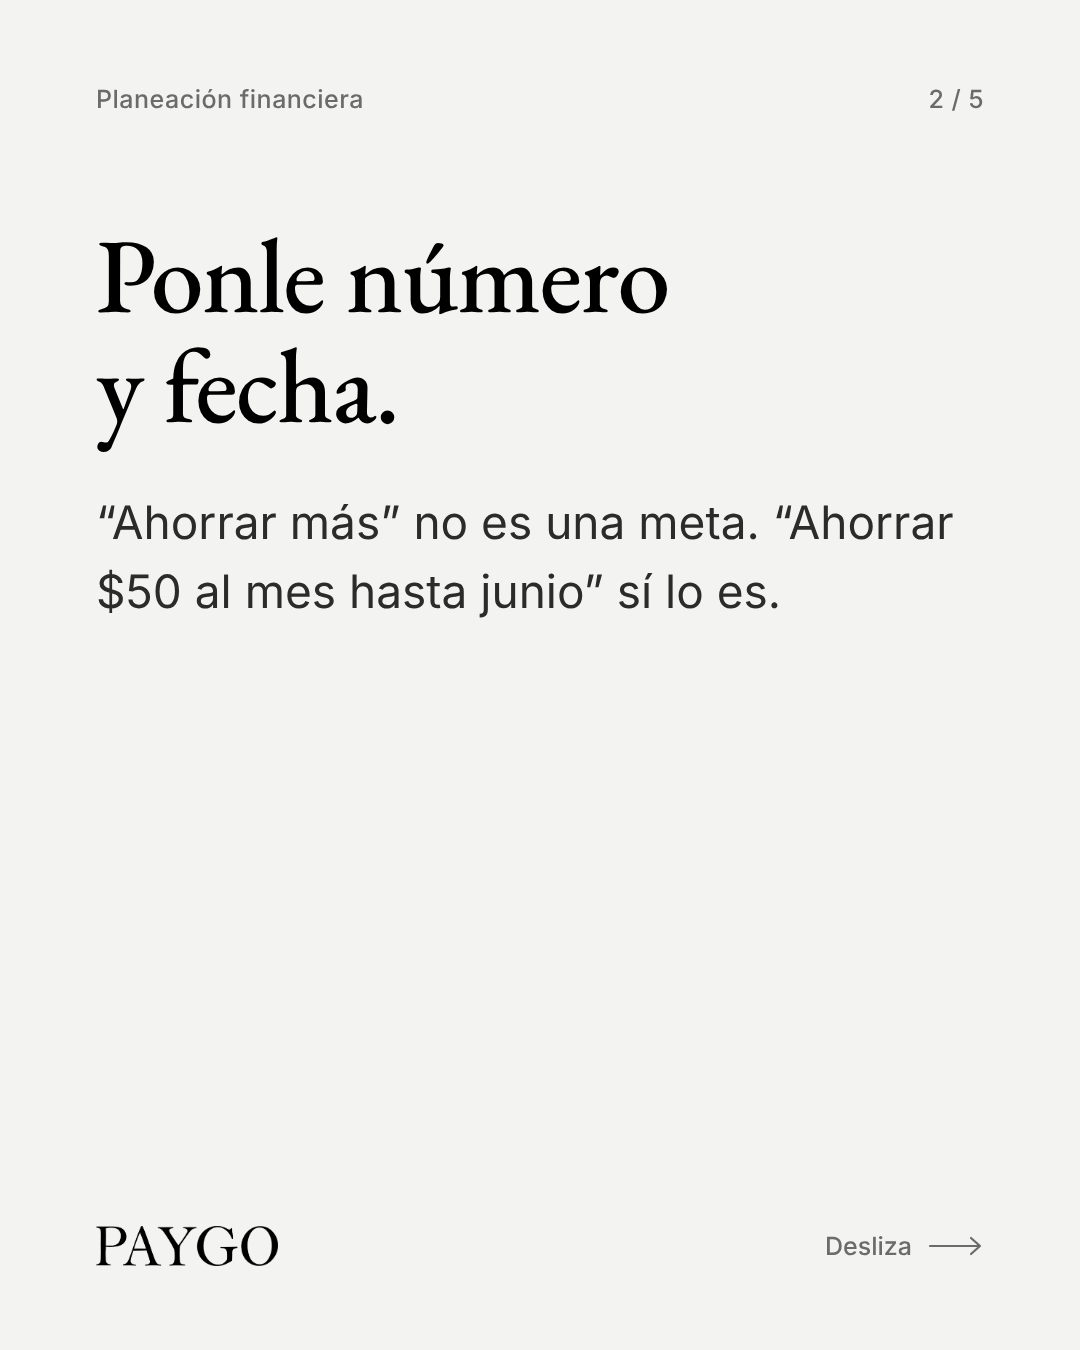 Planeación financiera
2 / 5
Ponle número
y fecha.
“Ahorrar más” no es una meta. “Ahorrar
$50 al mes hasta junio” sí lo es.
PAYGO
Desliza →